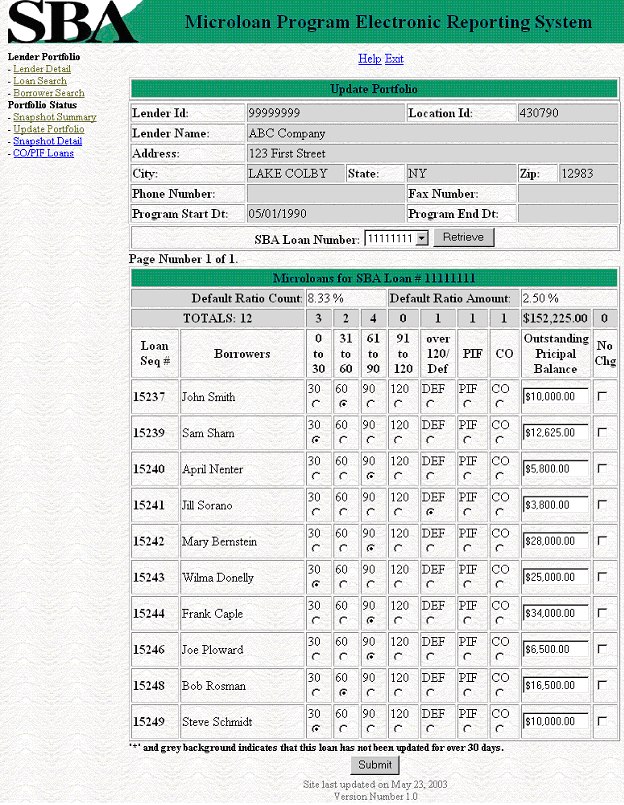 SBA
Microloan Program Electronic Reporting System
Lender Portfolio
- Lender Detail
- Loan Search
- Borrower Search
Portfolio Status
- Snapshot Summary
- Update Portfolio
- Snapshot Detail
- CO/PIF Loans
Help Exit
Update Portfolio
Lender Id: 99999999 Location Id: 430790
Lender Name: ABC Company
Address: 123 First Street
City: LAKE COLBY State: NY Zip: 12983
Phone Number: Fax Number:
Program Start Dt: 05/01/1990 Program End Dt:
SBA Loan Number: 11111111 Retrieve
Page Number 1 of 1.
Microloans for SBA Loan # 11111111
Default Ratio Count: 8.33 % Default Ratio Amount: 2.50 %
TOTALS: 12 3 2 4 0 1 1 1 $152,225.00 0
Loan Seq # Borrowers 0 to 30 31 to 60 61 to 90 91 to 120 over 120/ Def PIF CO Outstanding Pricipal Balance No Chg
15237 John Smith 30 60 90 120 DEF PIF CO $10,000.00
15239 Sam Sham 30 60 90 120 DEF PIF CO $12,625.00
15240 April Nenter 30 60 90 120 DEF PIF CO $5,800.00
15241 Jill Sorano 30 60 90 120 DEF PIF CO $3,800.00
15242 Mary Bernstein 30 60 90 120 DEF PIF CO $28,000.00
15243 Wilma Donelly 30 60 90 120 DEF PIF CO $25,000.00
15244 Frank Caple 30 60 90 120 DEF PIF CO $34,000.00
15246 Joe Ploward 30 60 90 120 DEF PIF CO $6,500.00
15248 Bob Rosman 30 60 90 120 DEF PIF CO $16,500.00
15249 Steve Schmidt 30 60 90 120 DEF PIF CO $10,000.00
'*' and grey background indicates that this loan has not been updated for over 30 days.
Submit
Site last updated on May 23, 2003
Version Number 1.0